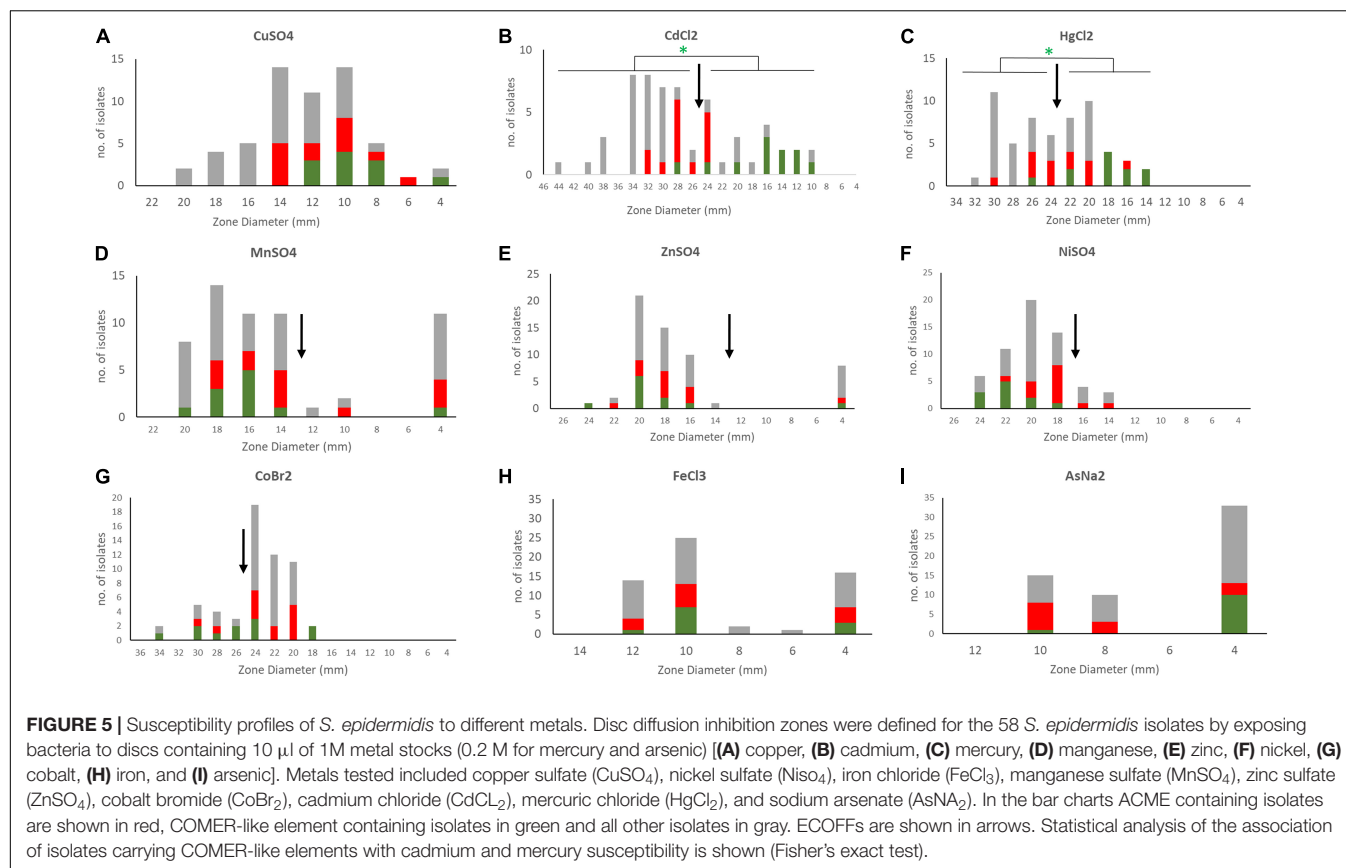 A
CuSO4
no. of isolates
15
10
5
0
22 20 18 16 14 12 10 8 6 4
Zone Diameter (mm)
B
CdCl2
*
no. of isolates
10
5
0
46 44 42 40 38 36 34 32 30 28 26 24 22 20 18 16 14 12 10 8 6 4
Zone Diameter (mm)
C
HgCl2
*
no. of isolates
15
10
5
0
34 32 30 28 26 24 22 20 18 16 14 12 10 8 6 4
Zone Diameter (mm)
D
MnSO4
no. of isolates
15
10
5
0
22 20 18 16 14 12 10 8 6 4
Zone Diameter (mm)
E
ZnSO4
no. of isolates
25
20
15
10
5
0
26 24 22 20 18 16 14 12 10 8 6 4
Zone Diameter (mm)
F
NiSO4
no. of isolates
25
20
15
10
5
0
26 24 22 20 18 16 14 12 10 8 6 4
Zone Diameter (mm)
G
CoBr2
no. of isolates
20
18
16
14
12
10
8
6
4
2
0
36 34 32 30 28 26 24 22 20 18 16 14 12 10 8 6 4
Zone Diameter (mm)
H
FeCl3
no. of isolates
35
30
25
20
15
10
5
0
14 12 10 8 6 4
Zone Diameter (mm)
I
AsNa2
no. of isolates
35
30
25
20
15
10
5
0
12 10 8 6 4
Zone Diameter (mm)
FIGURE 5 | Susceptibility profiles of S. epidermidis to different metals. Disc diffusion inhibition zones were defined for the 58 S. epidermidis isolates by exposing
bacteria to discs containing 10 μl of 1M metal stocks (0.2 M for mercury and arsenic) [(A) copper, (B) cadmium, (C) mercury, (D) manganese, (E) zinc, (F) nickel, (G)
cobalt, (H) iron, and (I) arsenic]. Metals tested included copper sulfate (CuSO₄), nickel sulfate (Niso₄), iron chloride (FeCl₃), manganese sulfate (MnSO₄), zinc sulfate
(ZnSO₄), cobalt bromide (CoBr₂), cadmium chloride (CdCL₂), mercuric chloride (HgCl₂), and sodium arsenate (AsNA₂). In the bar charts ACME containing isolates
are shown in red, COMER-like element containing isolates in green and all other isolates in gray. ECOFFs are shown in arrows. Statistical analysis of the association
of isolates carrying COMER-like elements with cadmium and mercury susceptibility is shown (Fisher's exact test).